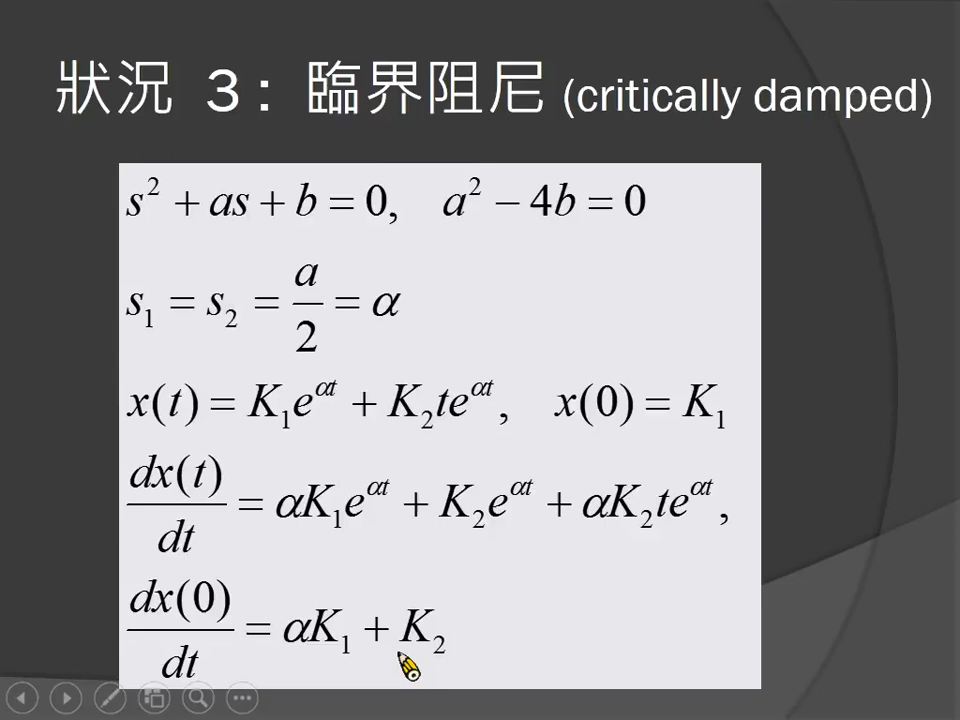 狀況 3 : 臨界阻尼 (critically damped)
s² + as + b = 0, a² − 4b = 0
s₁ = s₂ = a/2 = α
x(t) = K₁e^{αt} + K₂te^{αt}, x(0) = K₁
dx(t)/dt = αK₁e^{αt} + K₂e^{αt} + αK₂te^{αt},
dx(0)/dt = αK₁ + K₂